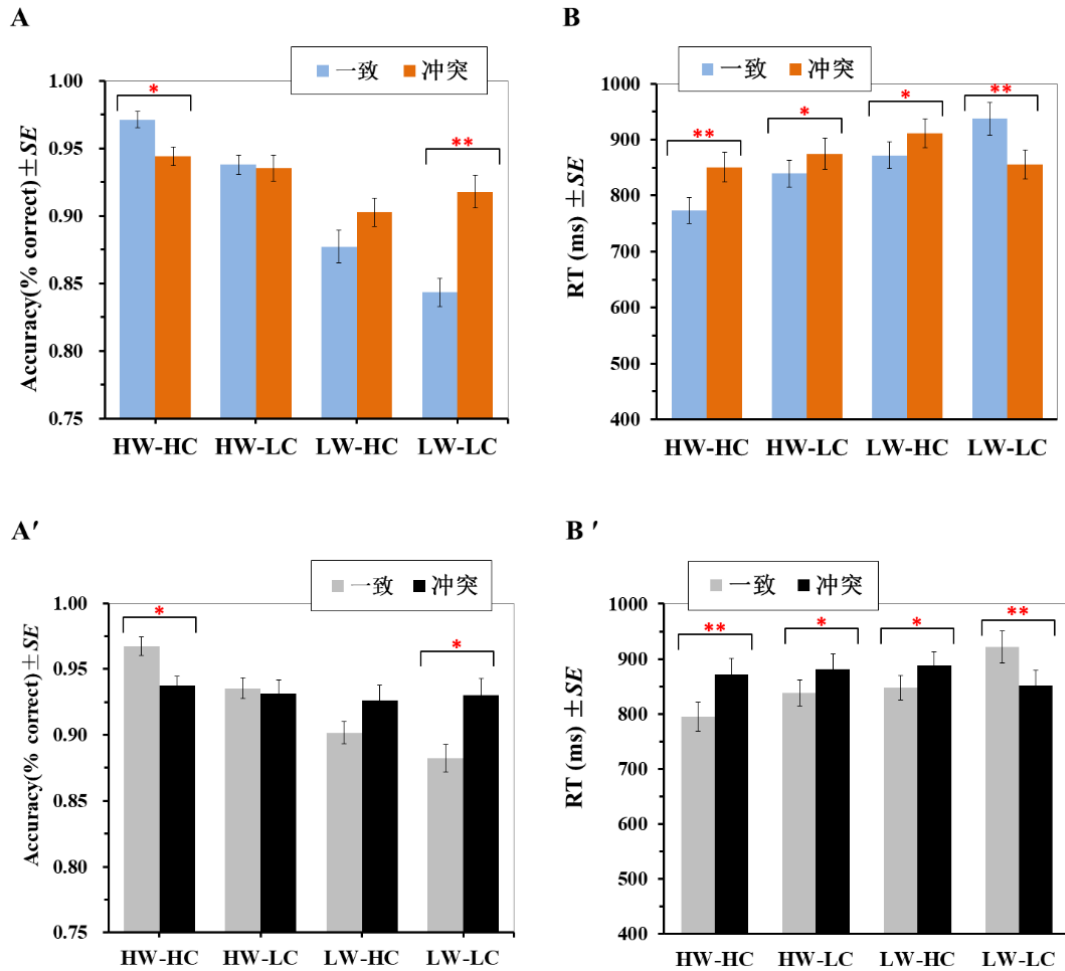 A
一致 冲突
Accuracy(% correct)±SE
1.00
0.95
0.90
0.85
0.80
0.75
*
**
HW-HC HW-LC LW-HC LW-LC
B
一致 冲突
RT (ms) ±SE
1000
900
800
700
600
500
400
**
*
*
**
HW-HC HW-LC LW-HC LW-LC
A′
一致 冲突
Accuracy(% correct)±SE
1.00
0.95
0.90
0.85
0.80
0.75
*
*
HW-HC HW-LC LW-HC LW-LC
B ′
一致 冲突
RT (ms) ±SE
1000
900
800
900
800
600
500
400
**
*
*
**
HW-HC HW-LC LW-HC LW-LC